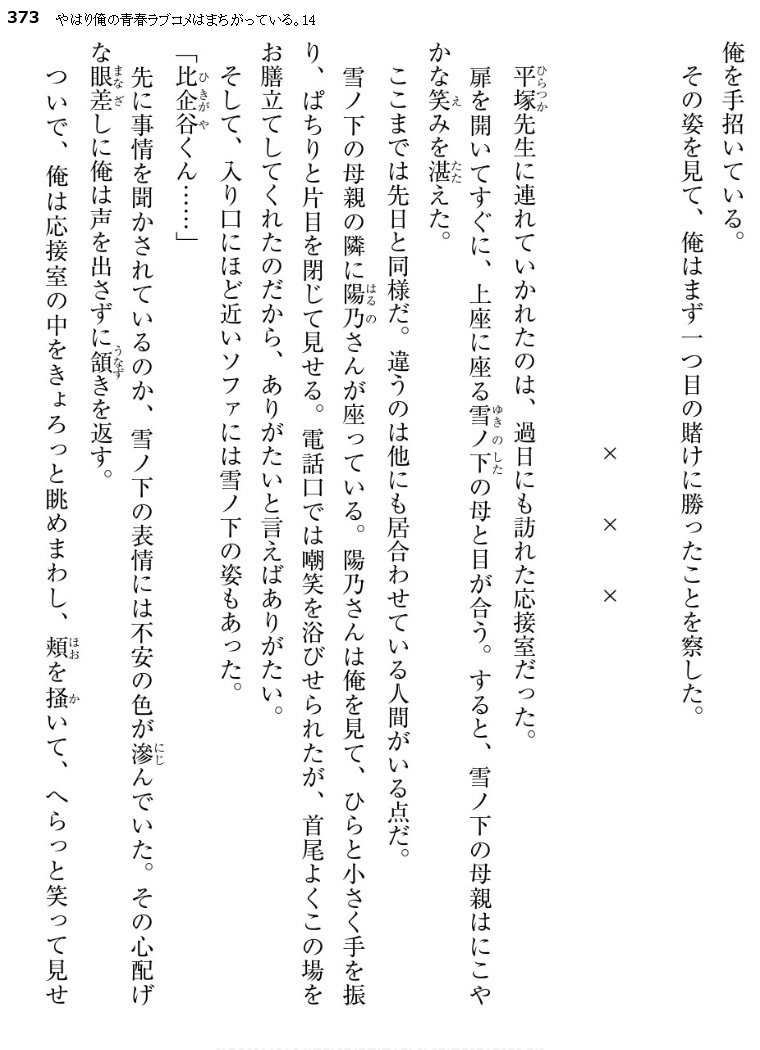 373 やはり俺の青春ラブコメはまちがっている。14
俺を手招いている。
その姿を見て、俺はまず一つ目の賭けに勝ったことを察した。
× × ×
平塚先生に連れていかれたのは、過日にも訪れた応接室だった。
扉を開いてすぐに、上座に座る雪ノ下の母と目が合う。すると、雪ノ下の母親はにこや
かな笑みを湛えた。
ここまでは先日と同様だ。違うのは他にも居合わせている人間がいる点だ。
雪ノ下の母親の隣に陽乃さんが座っている。陽乃さんは俺を見て、ひらと小さく手を振
り、ぱちりと片目を閉じて見せる。電話口では嘲笑を浴びせられたが、首尾よくこの場を
お膳立てしてくれたのだから、ありがたいと言えばありがたい。
そして、入り口にほど近いソファには雪ノ下の姿もあった。
「比企谷くん……」
先に事情を聞かされているのか、雪ノ下の表情には不安の色が滲んでいた。その心配げ
な眼差しに俺は声を出さずに頷きを返す。
ついで、俺は応接室の中をきょろっと眺めまわし、頬を掻いて、へらっと笑って見せ